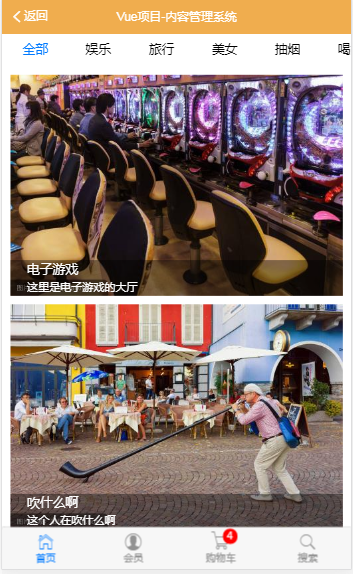 返回
Vue项目-内容管理系统
全部 娱乐 旅行 美女 抽烟 喝
电子游戏
这里是电子游戏的大厅
吹什么啊
这个人在吹什么啊
4
首页 会员 购物车 搜索